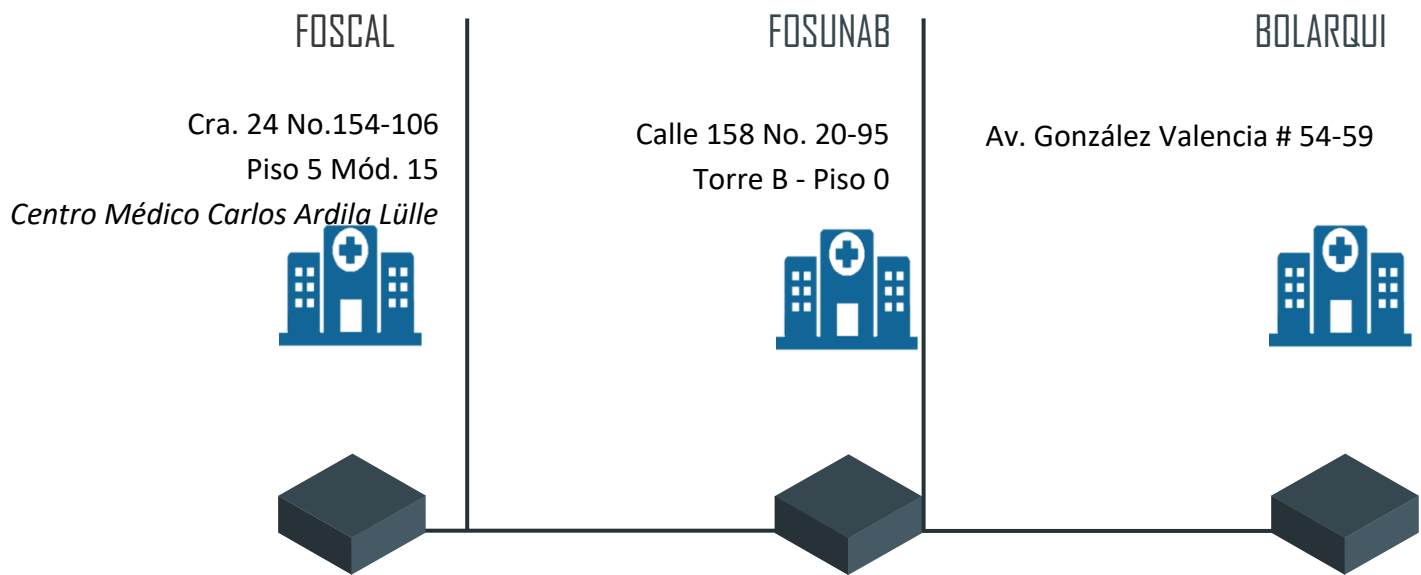 FOSCAL
Cra. 24 No.154-106
Piso 5 Mód. 15
Centro Médico Carlos Ardila Lülle
FOSUNAB
Calle 158 No. 20-95
Torre B - Piso 0
BOLARQUI
Av. González Valencia # 54-59